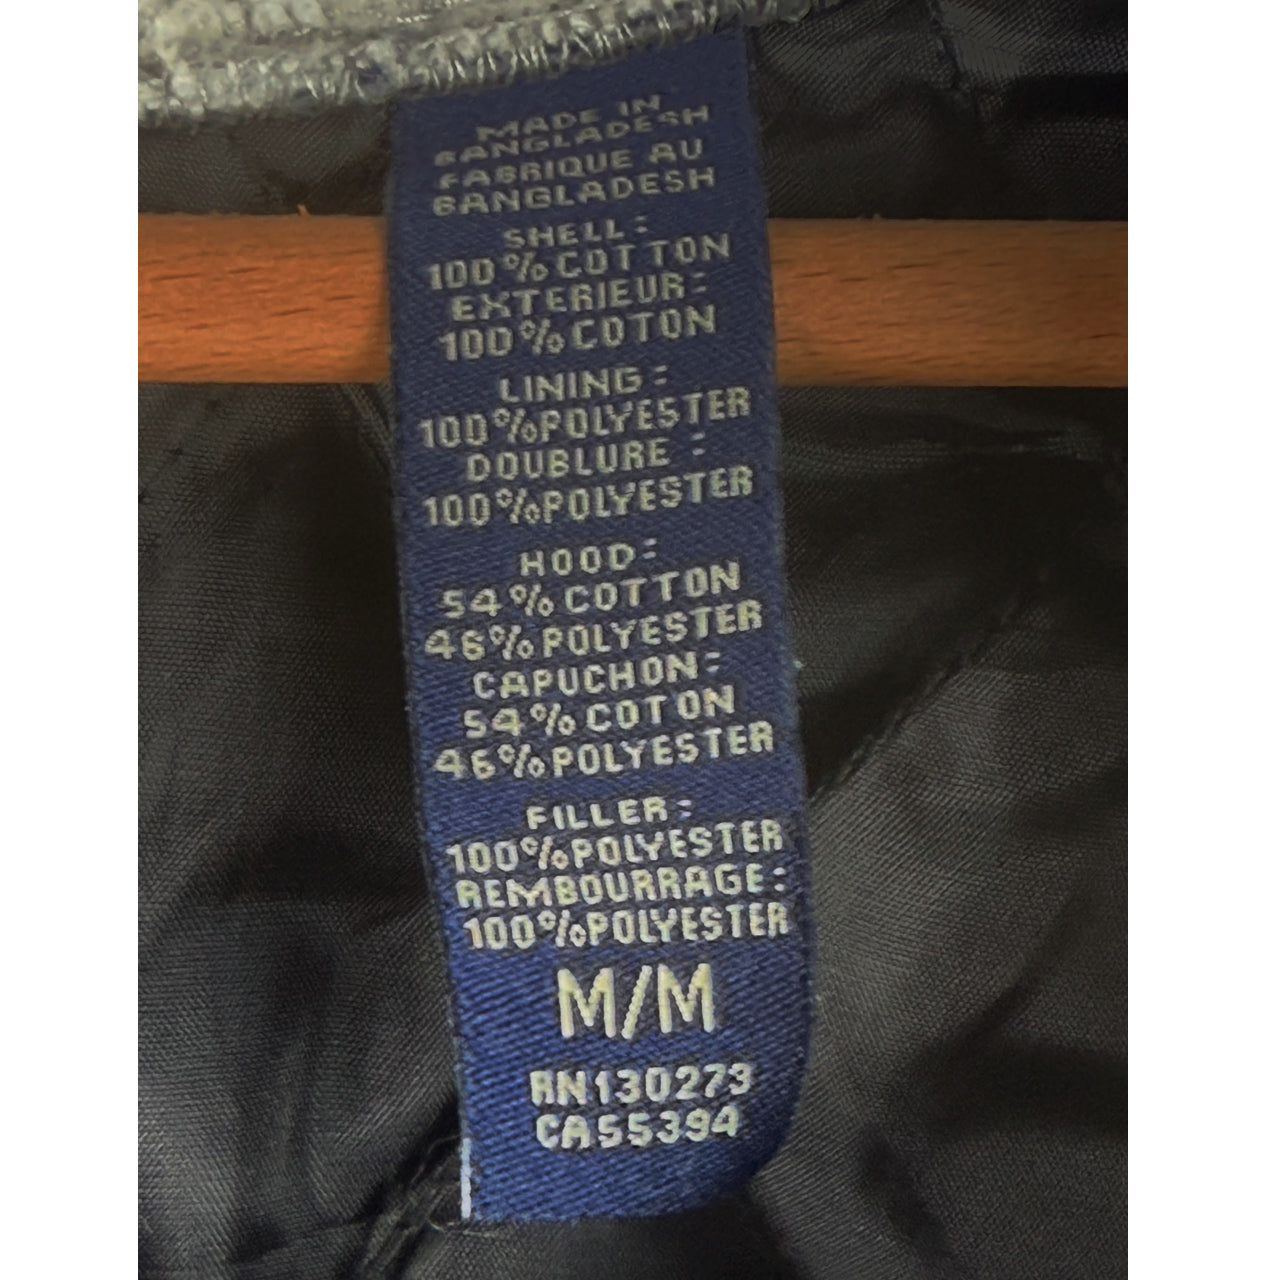 MADE IN
BANGLADESH
FABRIQUE AU
BANGLADESH
SHELL:
100%COTTON
EXTERIEUR:
100%COTON
LINING:
100%POLYESTER
DOUBLURE:
100%POLYESTER
HOOD:
54%COTTON
46%POLYESTER
CAPUCHON:
54%COTON
46%POLYESTER
FILLER:
100%POLYESTER
REMBOURRAGE:
100%POLYESTER
M/M
RN130273
CA55394